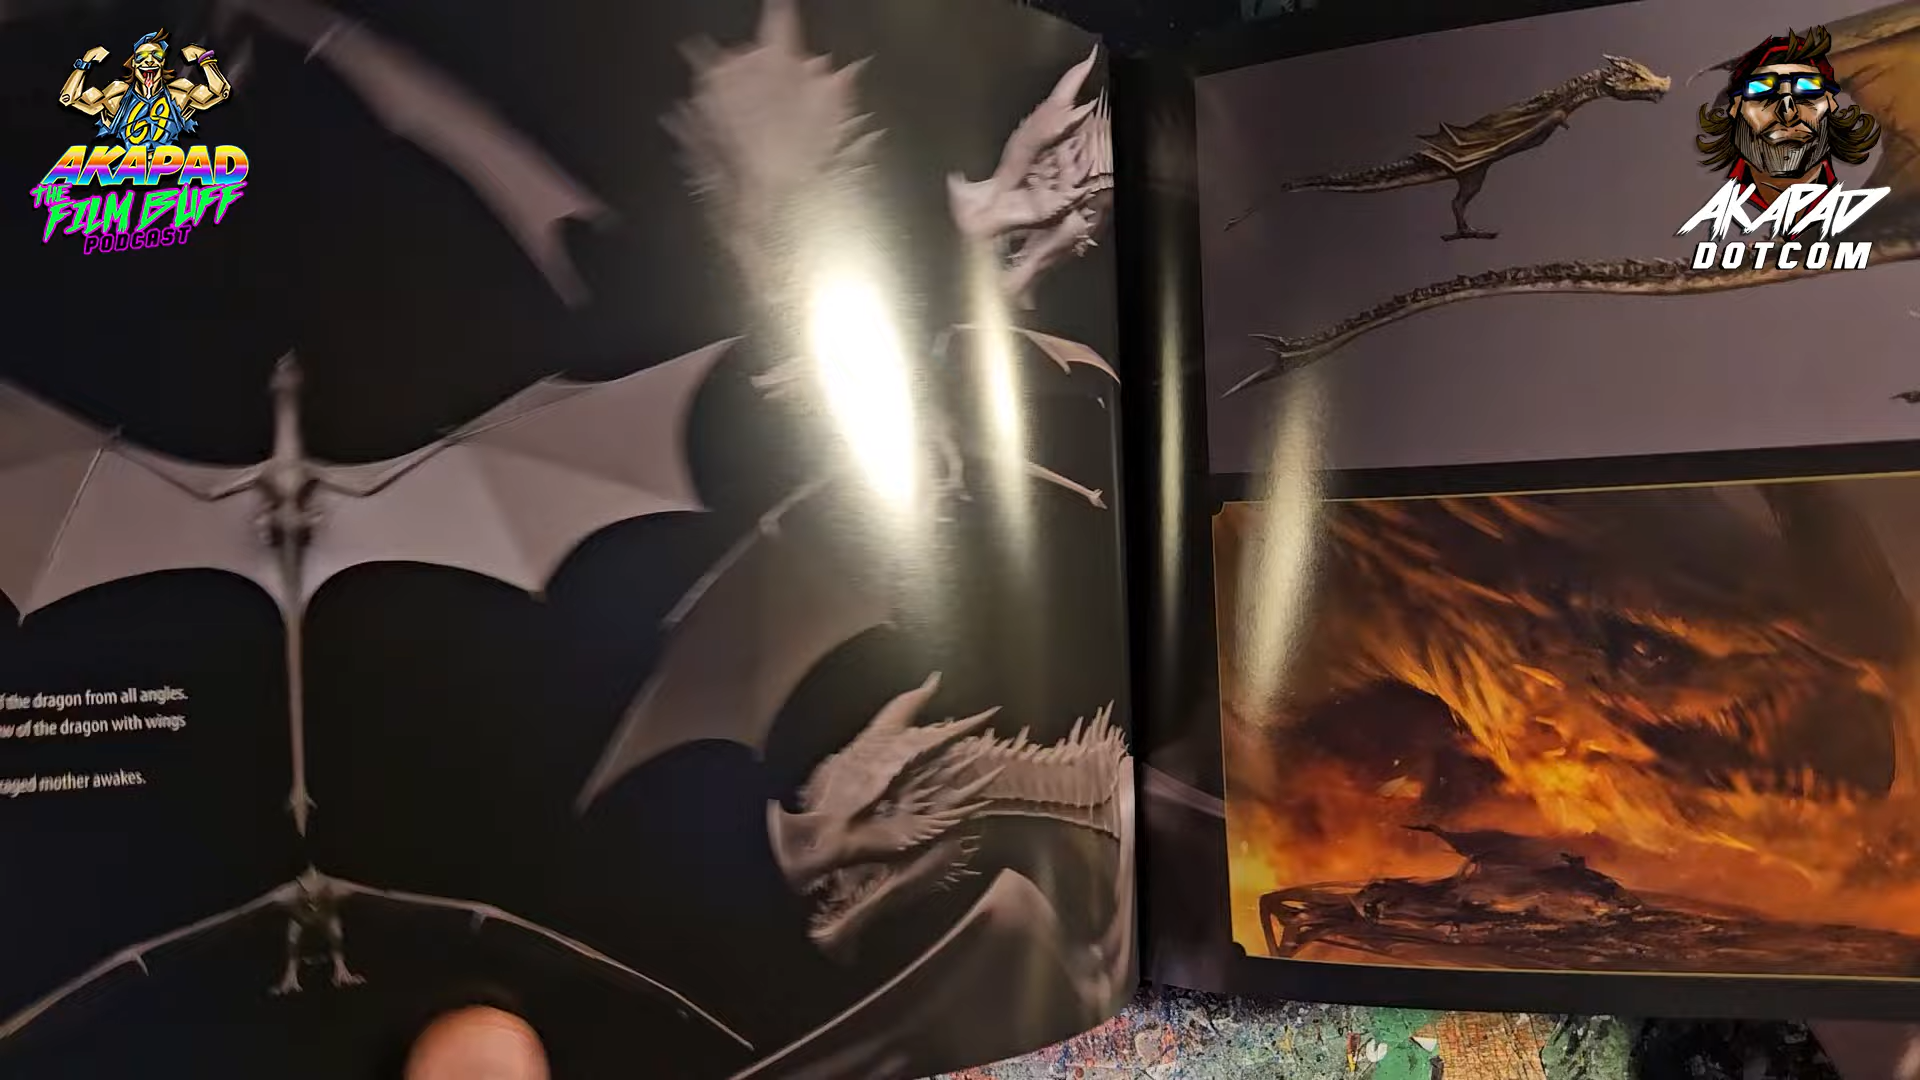 AKAPAD
THE
FILM BUFF
PODCAST
AKAPAD
DOTCOM
the dragon from all angles.
of the dragon with wings
mother awakes.